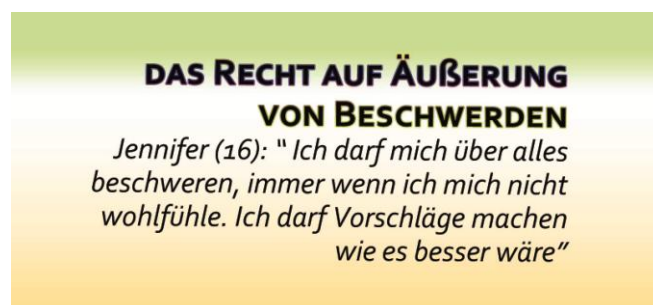 DAS RECHT AUF ÄUßERUNG
VON BESCHWERDEN
Jennifer (16): “ Ich darf mich über alles
beschweren, immer wenn ich mich nicht
wohlfühle. Ich darf Vorschläge machen
wie es besser wäre”